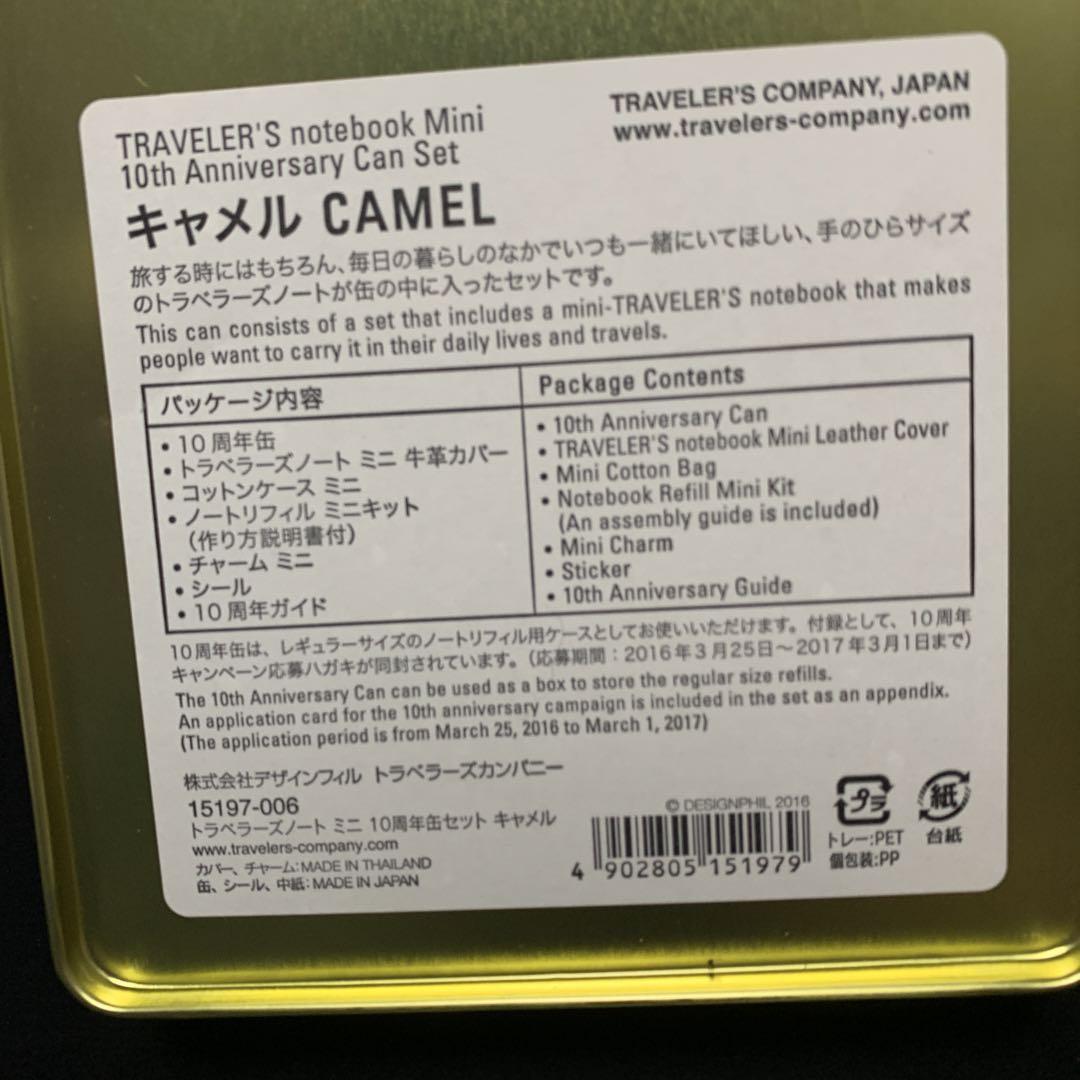 TRAVELER'S notebook Mini
10th Anniversary Can Set
キャメル CAMEL
TRAVELER'S COMPANY, JAPAN
www.travelers-company.com
旅する時にはもちろん、毎日の暮らしのなかでいつも一緒にいてほしい、手のひらサイズ
のトラベラーズノートが缶の中に入ったセットです。
This can consists of a set that includes a mini-TRAVELER'S notebook that makes
people want to carry it in their daily lives and travels.
パッケージ内容
• 10周年缶
• トラベラーズノート ミニ 牛革カバー
• コットンケース ミニ
• ノートリフィル ミニキット
(作り方説明書付)
• チャーム ミニ
• シール
• 10周年ガイド
Package Contents
• 10th Anniversary Can
• TRAVELER'S notebook Mini Leather Cover
• Mini Cotton Bag
• Notebook Refill Mini Kit
(An assembly guide is included)
• Mini Charm
• Sticker
• 10th Anniversary Guide
10周年缶は、レギュラーサイズのノートリフィル用ケースとしてお使いいただけます。付録として、10周年
キャンペーン応募ハガキが同封されています。(応募期間:2016年3月25日〜2017年3月1日まで)
The 10th Anniversary Can can be used as a box to store the regular size refills.
An application card for the 10th anniversary campaign is included in the set as an appendix.
(The application period is from March 25, 2016 to March 1, 2017)
株式会社デザインフィル トラベラーズカンパニー
15197-006
トラベラーズノート ミニ 10周年缶セット キャメル
www.travelers-company.com
カバー、チャーム:MADE IN THAILAND
缶、シール、中紙:MADE IN JAPAN
© DESIGNPHIL 2016
4 902805 151979
プラ
トレー:PET
個包装:PP
紙
台紙